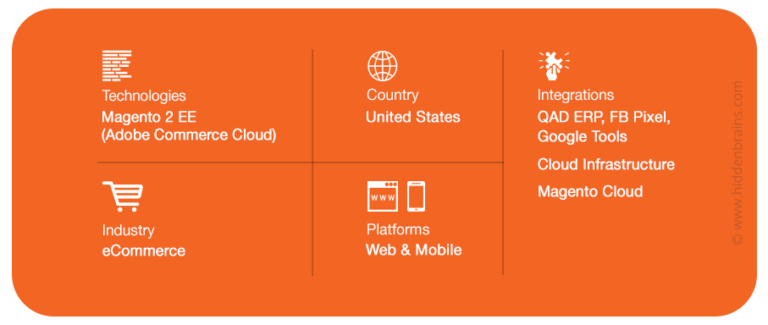 Technologies
Magento 2 EE
(Adobe Commerce Cloud)
Country
United States
Integrations
QAD ERP, FB Pixel,
Google Tools
Cloud Infrastructure
Magento Cloud
Industry
eCommerce
WWW
Platforms
Web & Mobile
© www.hiddenbrains.com